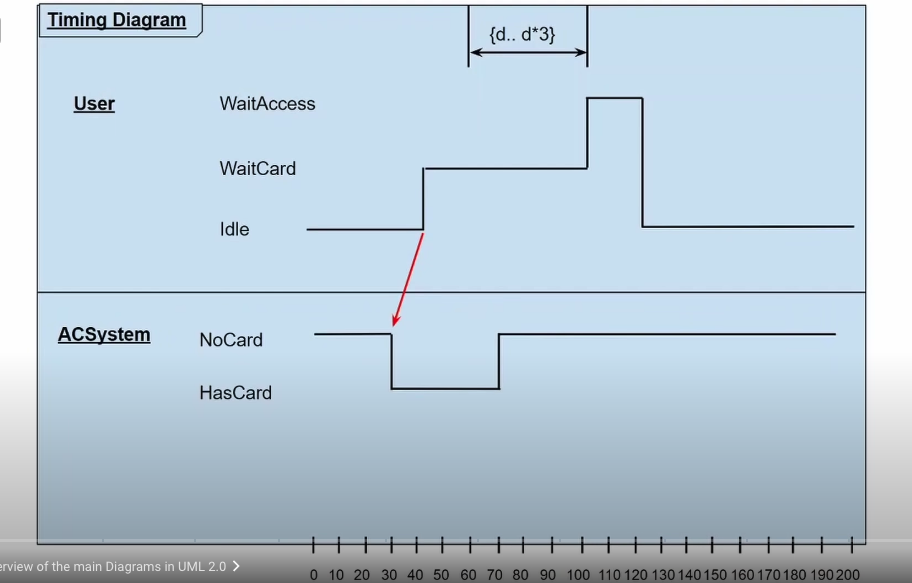 Timing Diagram
{d.. d*3}
User
WaitAccess
WaitCard
Idle
ACSystem
NoCard
HasCard
erview of the main Diagrams in UML 2.0
0 10 20 30 40 50 60 70 80 90 100 110 120 130 140 150 160 170 180 190 200